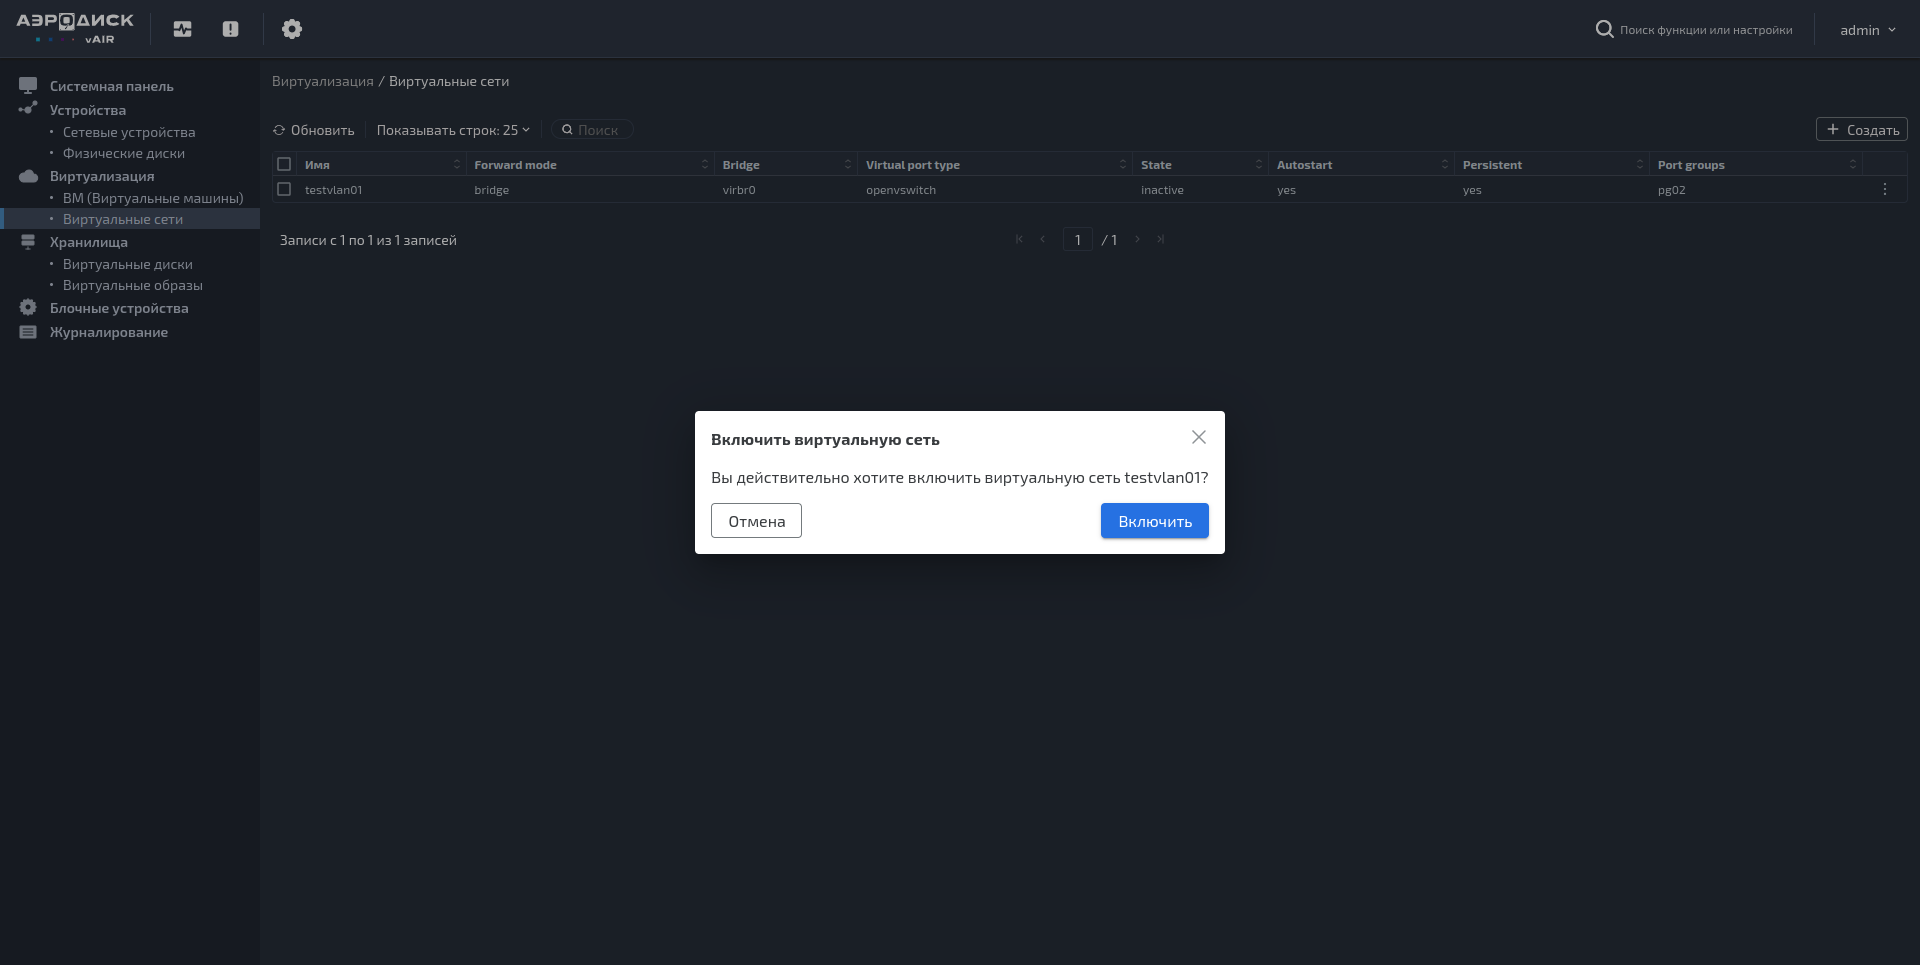 АЭРОДИСК
vAIR
Поиск функции или настройки
admin
Системная панель
Устройства
Сетевые устройства
Физические диски
Виртуализация
ВМ (Виртуальные машины)
Виртуальные сети
Хранилища
Виртуальные диски
Виртуальные образы
Блочные устройства
Журналирование
Виртуализация / Виртуальные сети
Обновить Показывать строк: 25 Поиск
+ Создать
Имя Forward mode Bridge Virtual port type State Autostart Persistent Port groups
testvlan01 bridge virbr0 openvswitch inactive yes yes pg02
Записи с 1 по 1 из 1 записей
1 / 1
Включить виртуальную сеть
Вы действительно хотите включить виртуальную сеть testvlan01?
Отмена Включить